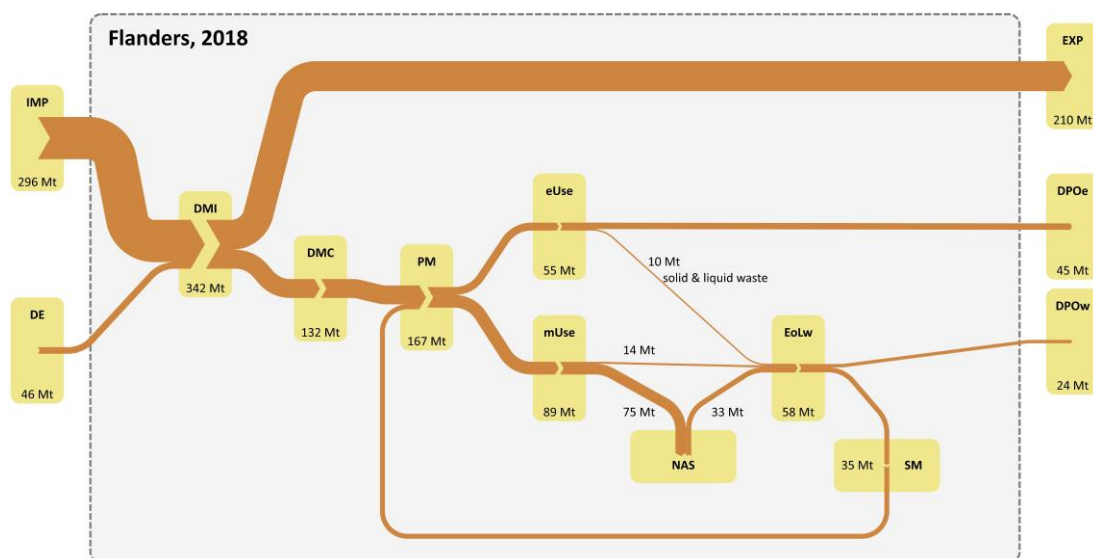 Flanders, 2018
EXP
210 Mt
IMP
296 Mt
DMI
342 Mt
eUse
55 Mt
DPOe
45 Mt
DMC
132 Mt
PM
167 Mt
10 Mt
solid & liquid waste
DE
46 Mt
mUse
89 Mt
14 Mt
EoLw
58 Mt
DPOw
24 Mt
75 Mt
33 Mt
NAS
35 Mt
SM